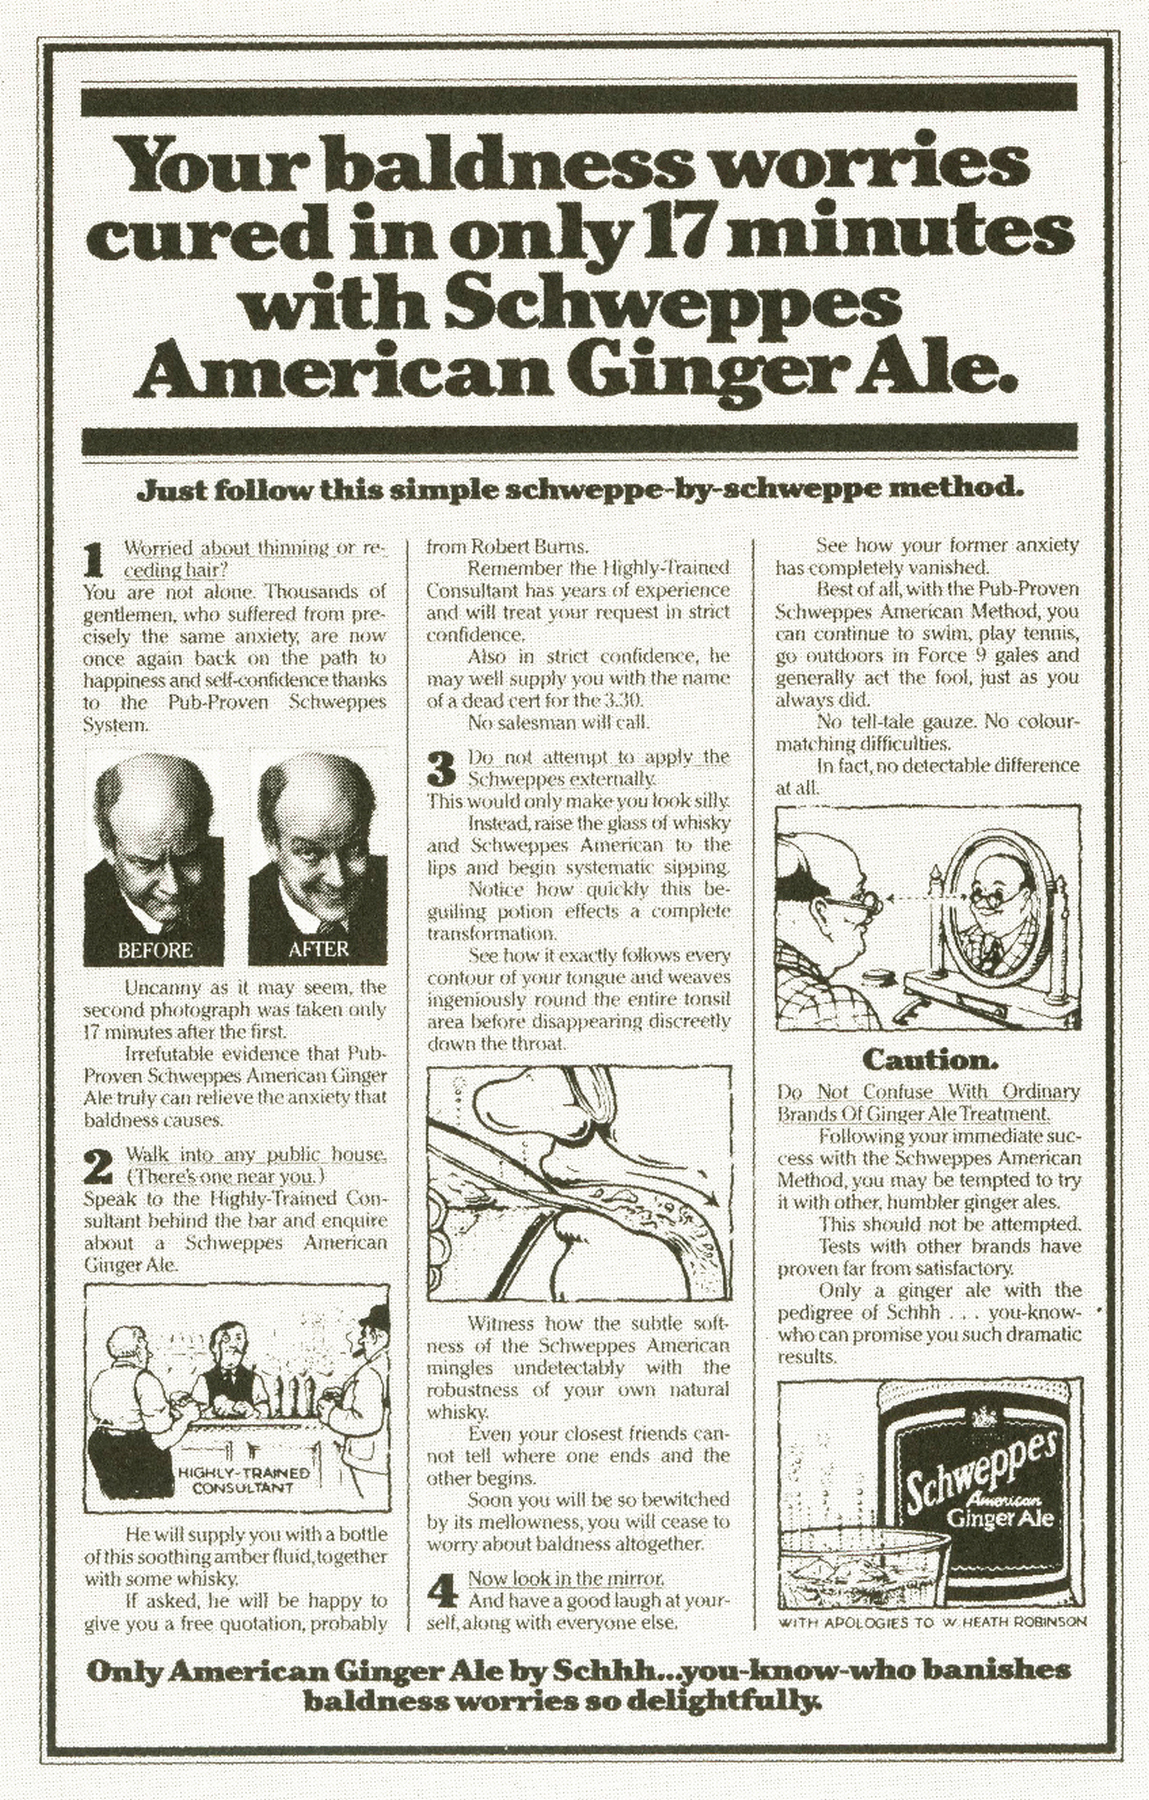 Your baldness worries
cured in only 17 minutes
with Schweppes
American Ginger Ale.
Just follow this simple schweppe-by-schweppe method.
1 Worried about thinning or re-
ceding hair?
You are not alone. Thousands of
gentlemen, who suffered from pre-
cisely the same anxiety, are now
once again back on the path to
happiness and self-confidence thanks
to the Pub-Proven Schweppes
System.
BEFORE
AFTER
Uncanny as it may seem, the
second photograph was taken only
17 minutes after the first.
Irrefutable evidence that Pub-
Proven Schweppes American Ginger
Ale truly can relieve the anxiety that
baldness causes.
2 Walk into any public house.
(There's one near you.)
Speak to the Highly-Trained Con-
sultant behind the bar and enquire
about a Schweppes American
Ginger Ale.
HIGHLY-TRAINED
CONSULTANT
He will supply you with a bottle
of this soothing amber fluid, together
with some whisky.
If asked, he will be happy to
give you a free quotation, probably
from Robert Burns.
Remember the Highly-Trained
Consultant has years of experience
and will treat your request in strict
confidence.
Also in strict confidence, he
may well supply you with the name
of a dead cert for the 3.30.
No salesman will call.
3 Do not attempt to apply the
Schweppes externally.
This would only make you look silly.
Instead, raise the glass of whisky
and Schweppes American to the
lips and begin systematic sipping.
Notice how quickly this be-
guiling potion effects a complete
transformation.
See how it exactly follows every
contour of your tongue and weaves
ingeniously round the entire tonsil
area before disappearing discreetly
down the throat.
Witness how the subtle soft-
ness of the Schweppes American
mingles undetectably with the
robustness of your own natural
whisky.
Even your closest friends can-
not tell where one ends and the
other begins.
Soon you will be so bewitched
by its mellowness, you will cease to
worry about baldness altogether.
4 Now look in the mirror.
And have a good laugh at your-
self, along with everyone else.
See how your former anxiety
has completely vanished.
Best of all, with the Pub-Proven
Schweppes American Method, you
can continue to swim, play tennis,
go outdoors in Force 9 gales and
generally act the fool, just as you
always did.
No tell-tale gauze. No colour-
matching difficulties.
In fact, no detectable difference
at all.
Caution.
Do Not Confuse With Ordinary
Brands Of Ginger Ale Treatment.
Following your immediate suc-
cess with the Schweppes American
Method, you may be tempted to try
it with other, humbler ginger ales.
This should not be attempted.
Tests with other brands have
proven far from satisfactory.
Only a ginger ale with the
pedigree of Schhh . . . you-know-
who can promise you such dramatic
results.
Schweppes
American
Ginger Ale
WITH APOLOGIES TO W. HEATH ROBINSON
Only American Ginger Ale by Schhh...you-know-who banishes
baldness worries so delightfully.